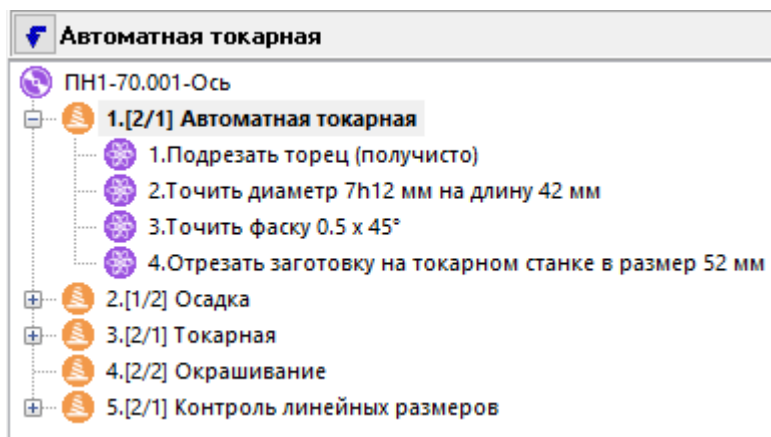 Автоматная токарная
ПН1-70.001-Ось
1.[2/1] Автоматная токарная
1.Подрезать торец (получисто)
2.Точить диаметр 7h12 мм на длину 42 мм
3.Точить фаску 0.5 x 45°
4.Отрезать заготовку на токарном станке в размер 52 мм
2.[1/2] Осадка
3.[2/1] Токарная
4.[2/2] Окрашивание
5.[2/1] Контроль линейных размеров